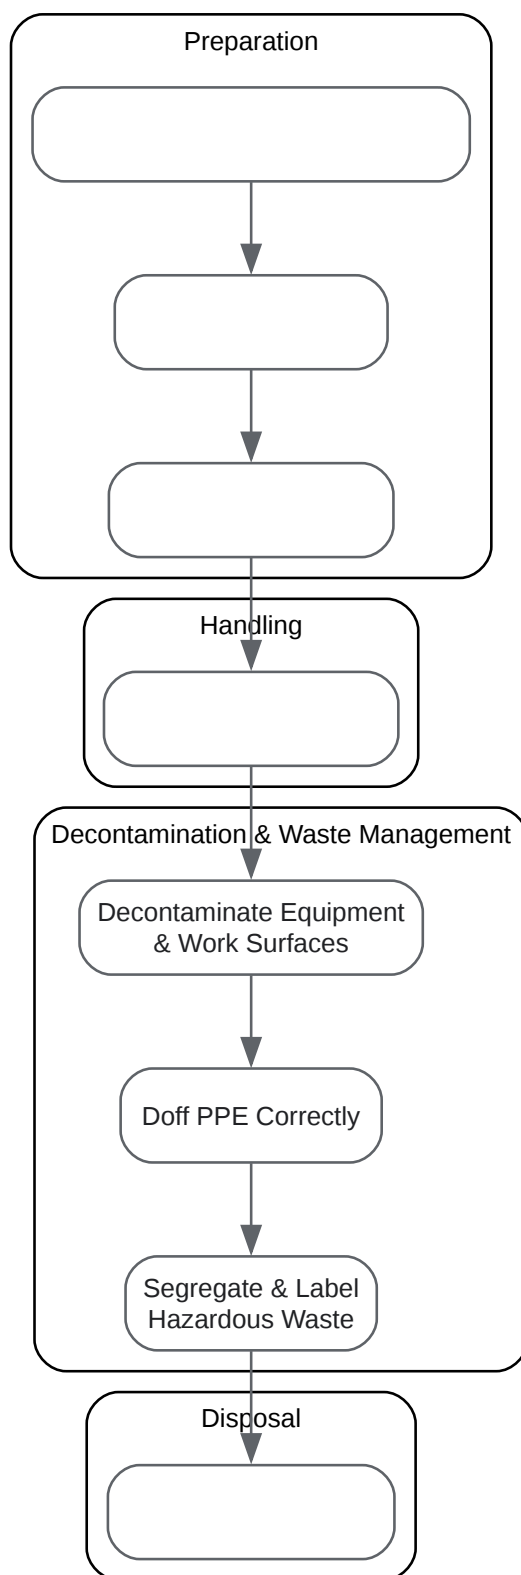 Preparation
Handling
Decontamination & Waste Management
Decontaminate Equipment
& Work Surfaces
Doff PPE Correctly
Segregate & Label
Hazardous Waste
Disposal